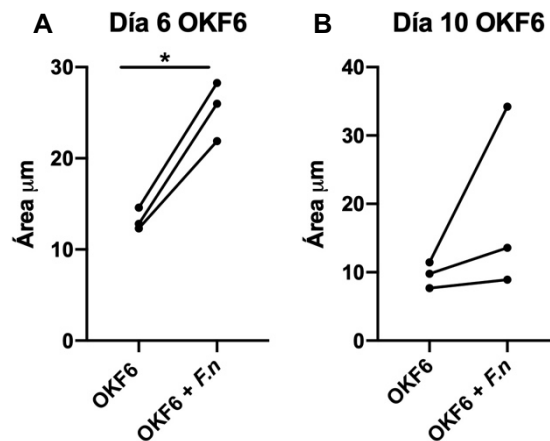 A
Día 6 OKF6
*
30
20
10
0
Área μm
OKF6
OKF6 + F.n
B
Día 10 OKF6
40
30
20
10
0
Área μm
OKF6
OKF6 + F.n